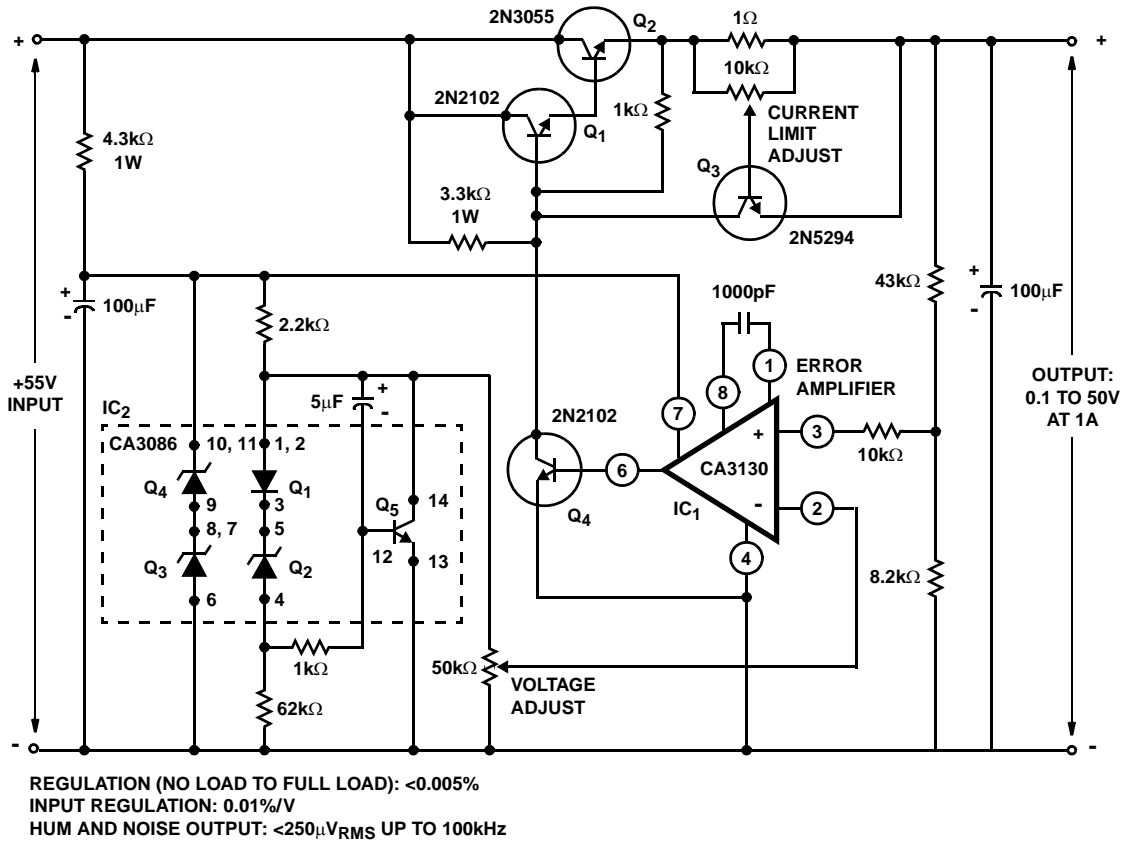 2N3055
Q2
1Ω
+
+
10kΩ
2N2102
Q1
1kΩ
CURRENT
LIMIT
ADJUST
4.3kΩ
1W
Q3
3.3kΩ
1W
2N5294
+
-
100μF
2.2kΩ
1000pF
43kΩ
+
-
100μF
+55V
INPUT
1
ERROR
AMPLIFIER
8
5μF
+
-
7
OUTPUT:
0.1 TO 50V
AT 1A
IC2
2N2102
CA3086
10, 11
1, 2
+
3
10kΩ
Q4
Q1
6
CA3130
9
3
Q5
14
IC1
-
2
8, 7
5
Q4
12
13
4
Q3
Q2
6
4
8.2kΩ
1kΩ
50kΩ
VOLTAGE
ADJUST
62kΩ
-
-
REGULATION (NO LOAD TO FULL LOAD): <0.005%
INPUT REGULATION: 0.01%/V
HUM AND NOISE OUTPUT: <250μVRMS UP TO 100kHz